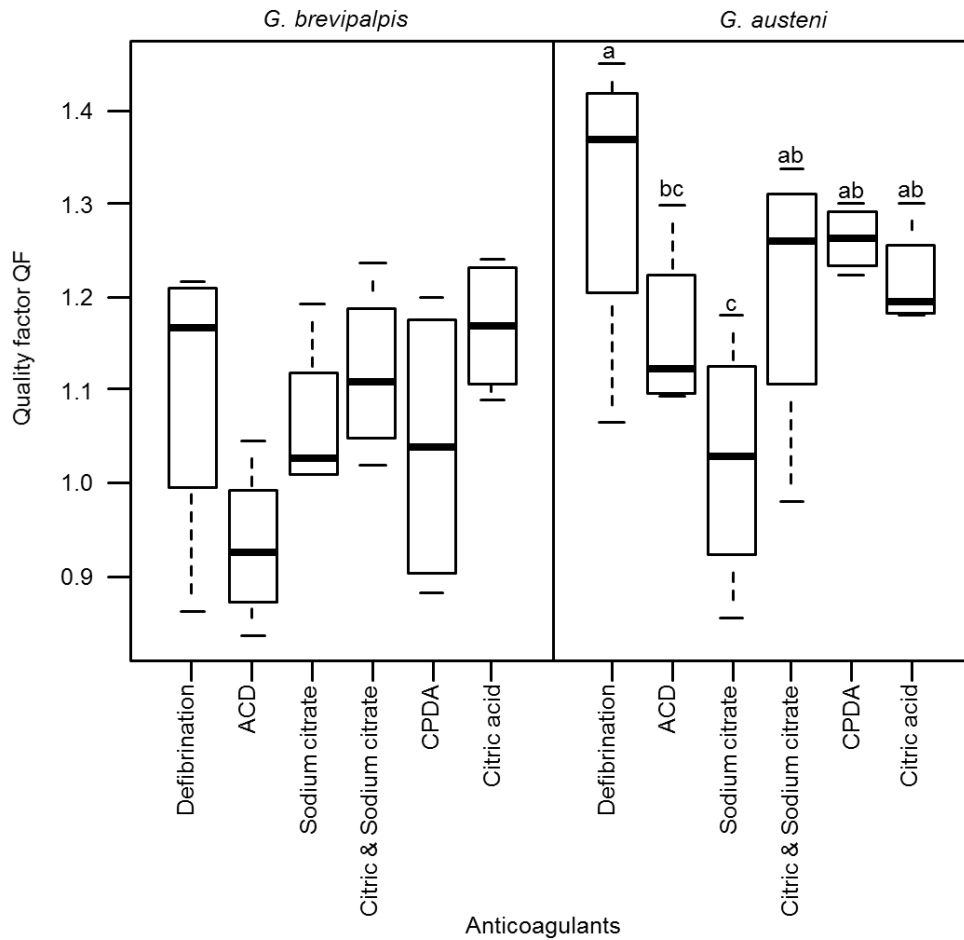 G. brevipalpis
G. austeni
Quality factor QF
1.4
1.3
1.2
1.1
1.0
0.9
a
bc
c
ab
ab
ab
Defibrination
ACD
Sodium citrate
Citric & Sodium citrate
CPDA
Citric acid
Defibrination
ACD
Sodium citrate
Citric & Sodium citrate
CPDA
Citric acid
Anticoagulants